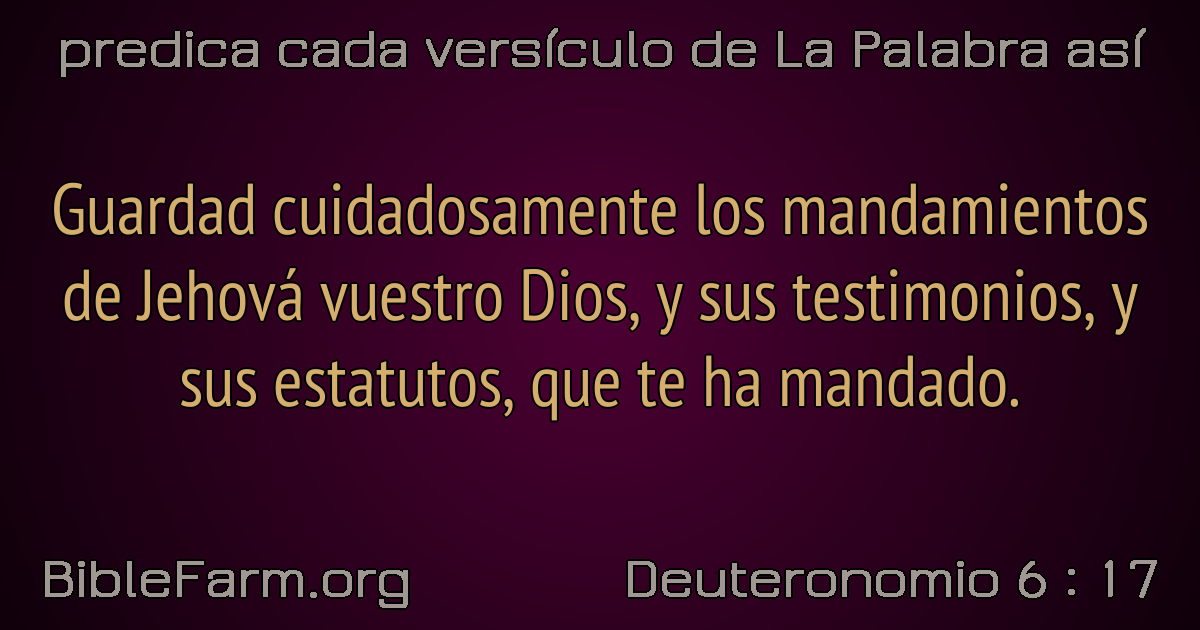 predica cada versículo de La Palabra así
Guardad cuidadosamente los mandamientos
de Jehová vuestro Dios, y sus testimonios, y
sus estatutos, que te ha mandado.
BibleFarm.org
Deuteronomio 6 : 17